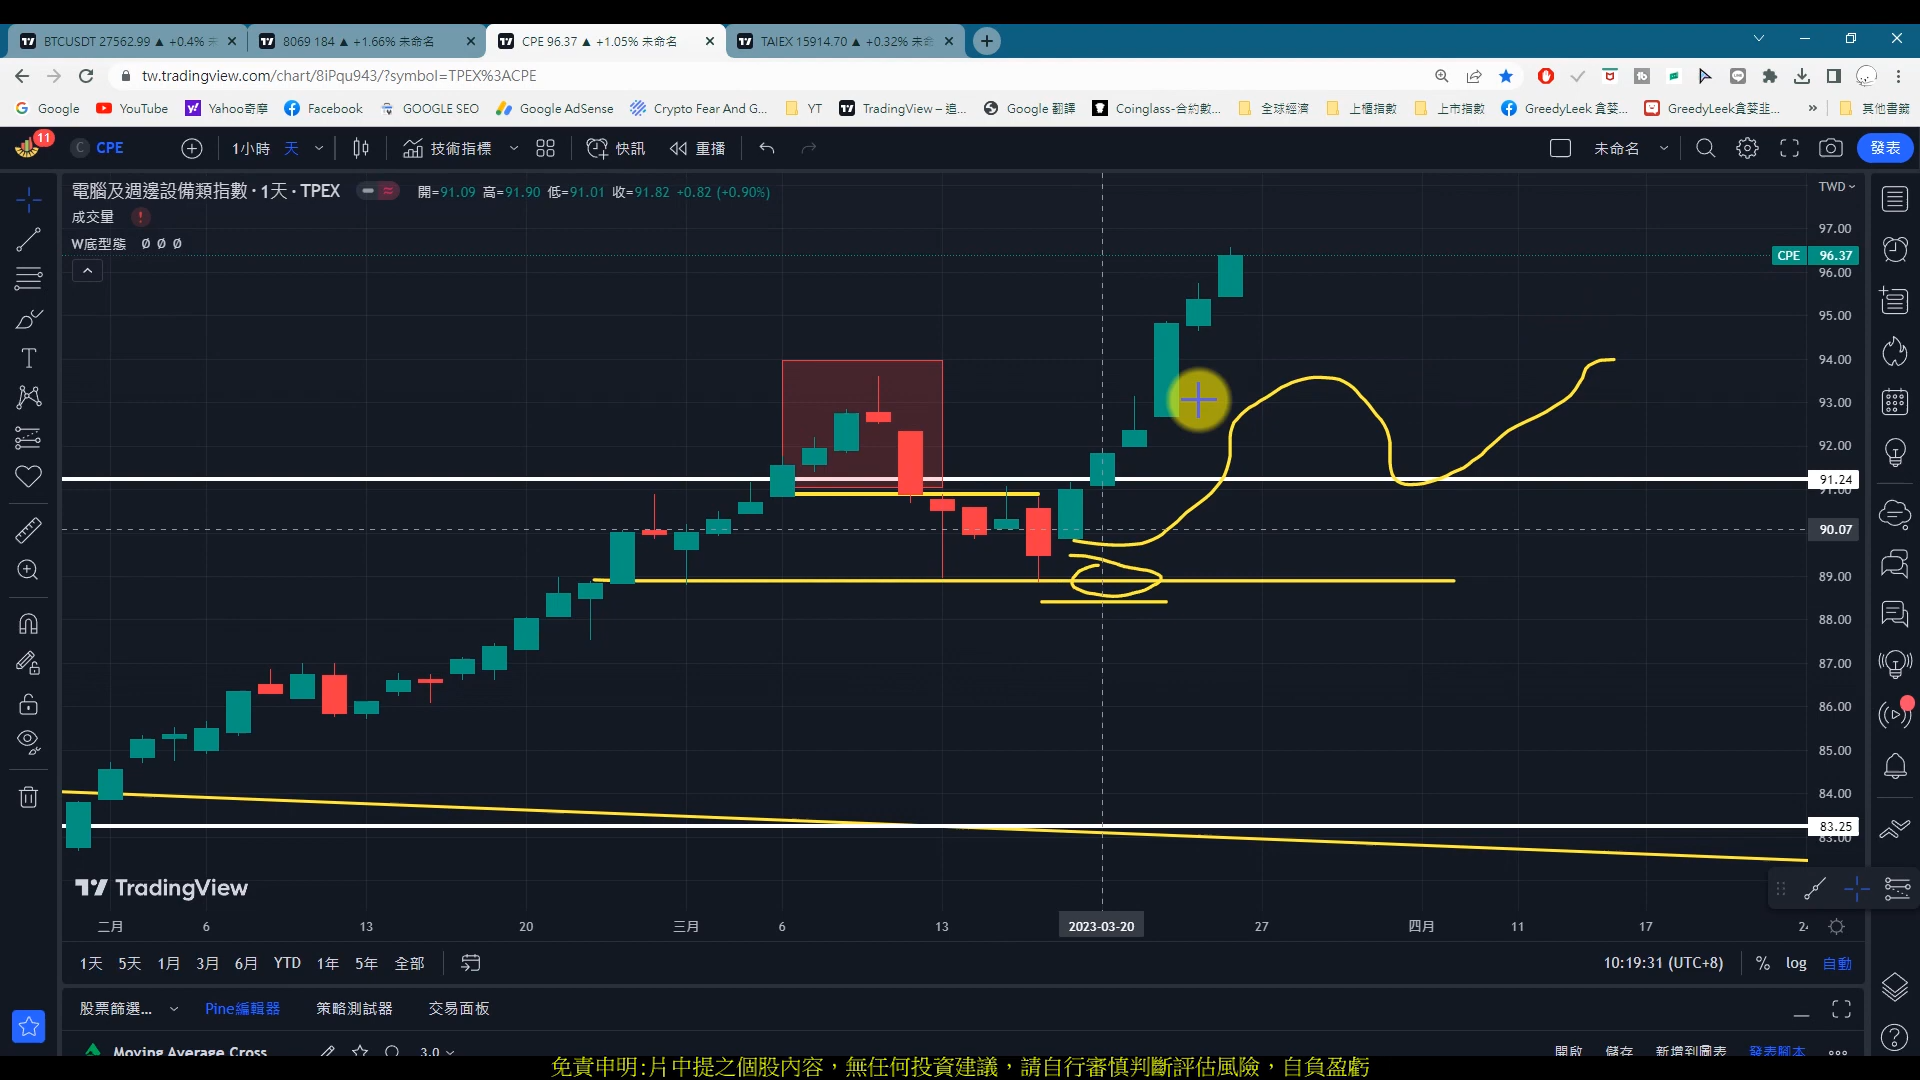 BTCUSDT 27562.99 ▲ +0.4% 未
8069 184 ▲ +1.66% 未命名
CPE 96.37 ▲ +1.05% 未命名
TAIEX 15914.70 ▲ +0.32% 未命
tw.tradingview.com/chart/8iPqu943/?symbol=TPEX%3ACPE
Google YouTube Yahoo奇摩 Facebook GOOGLE SEO Google AdSense Crypto Fear And G... YT TradingView – 追... Google 翻譯 Coinglass-合約數... 全球經濟 上櫃指數 上市指數 GreedyLeek 貪婪... GreedyLeek貪婪韭... » 其他書籤
11 C CPE 1小時 天 技術指標 快訊 重播 未命名 發表
電腦及週邊設備類指數 · 1天 · TPEX 開=91.09 高=91.90 低=91.01 收=91.82 +0.82 (+0.90%)
成交量
W底型態 Ø Ø Ø
TWD
97.00
CPE 96.37
96.00
95.00
94.00
93.00
92.00
91.24
91.00
90.07
89.00
88.00
87.00
86.00
85.00
84.00
83.25
83.00
TradingView
二月 6 13 20 三月 6 13 2023-03-20 27 四月 11 17 24
1天 5天 1月 3月 6月 YTD 1年 5年 全部 10:19:31 (UTC+8) % log 自動
股票篩選... Pine編輯器 策略測試器 交易面板
Moving Average Cross 3.0 開啟 儲存 新增到圖表 發表腳本
免責申明:片中提之個股內容，無任何投資建議，請自行審慎判斷評估風險，自負盈虧